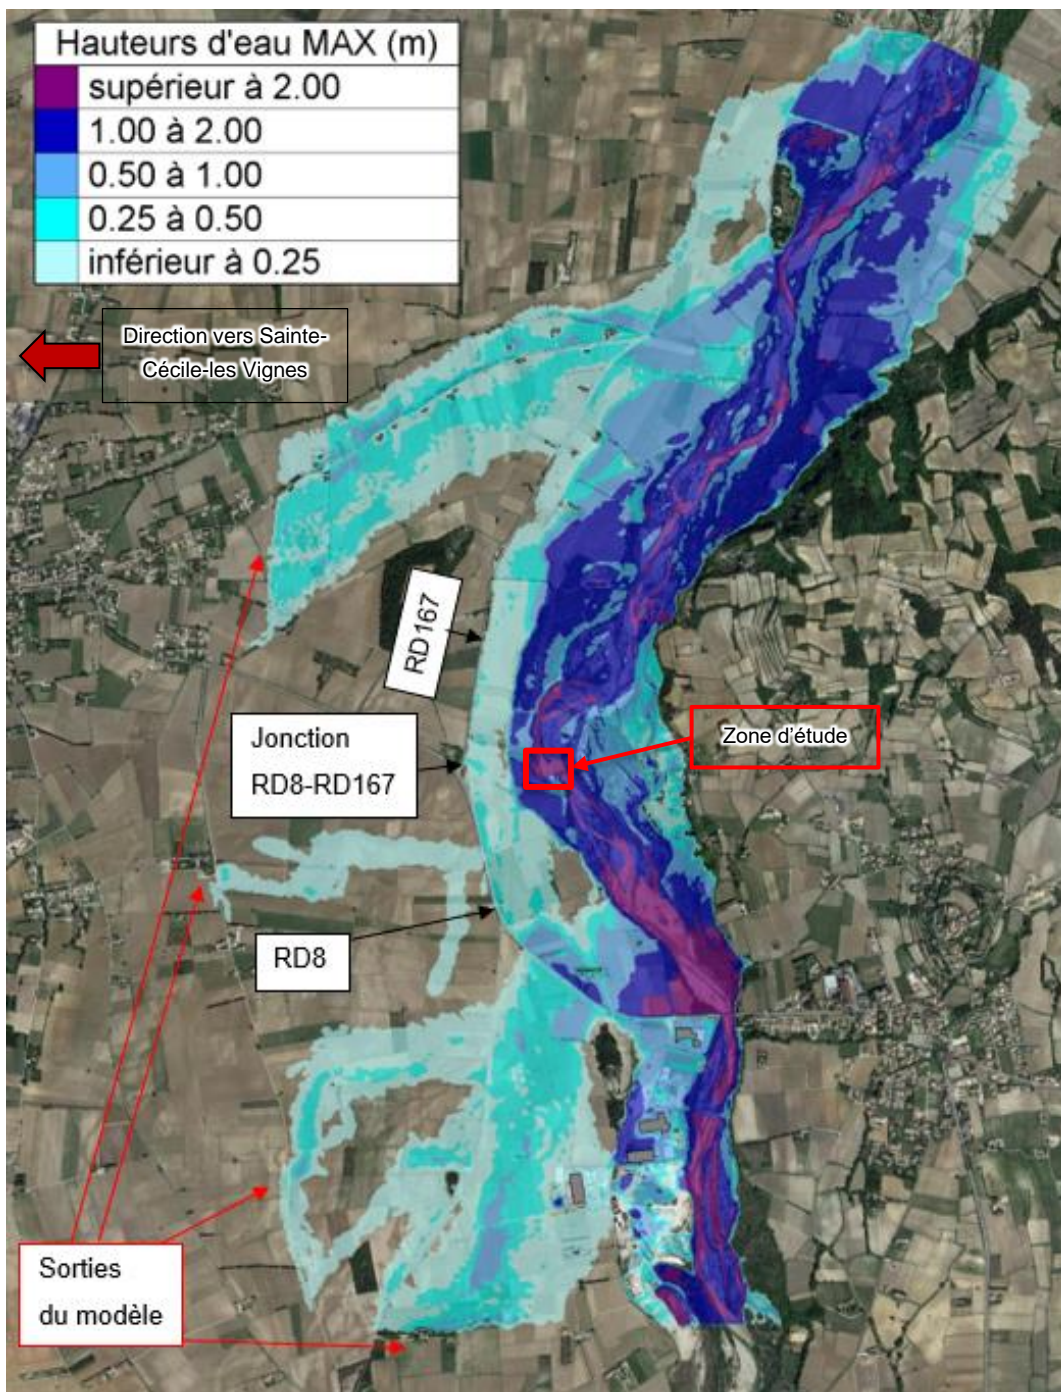 Hauteurs d'eau MAX (m)
supérieur à 2.00
1.00 à 2.00
0.50 à 1.00
0.25 à 0.50
inférieur à 0.25
Direction vers Sainte-
Cécile-les Vignes
RD167
Jonction
RD8-RD167
Zone d'étude
RD8
Sorties
du modèle